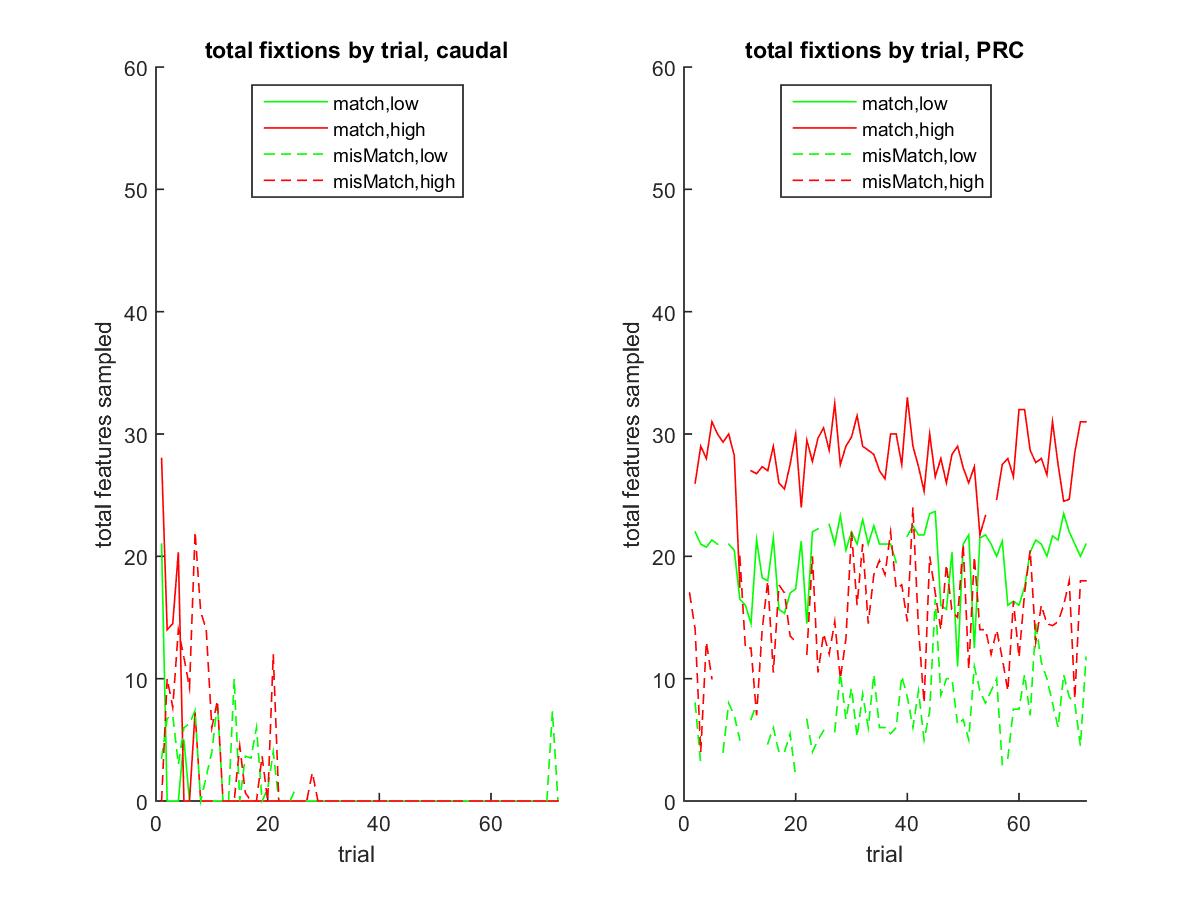 total fixtions by trial, caudal
match,low
match,high
misMatch,low
misMatch,high
total features sampled
60
50
40
30
20
10
0
0 20 40 60
trial
total fixtions by trial, PRC
match,low
match,high
misMatch,low
misMatch,high
total features sampled
60
50
40
30
20
10
0
0 20 40 60
trial